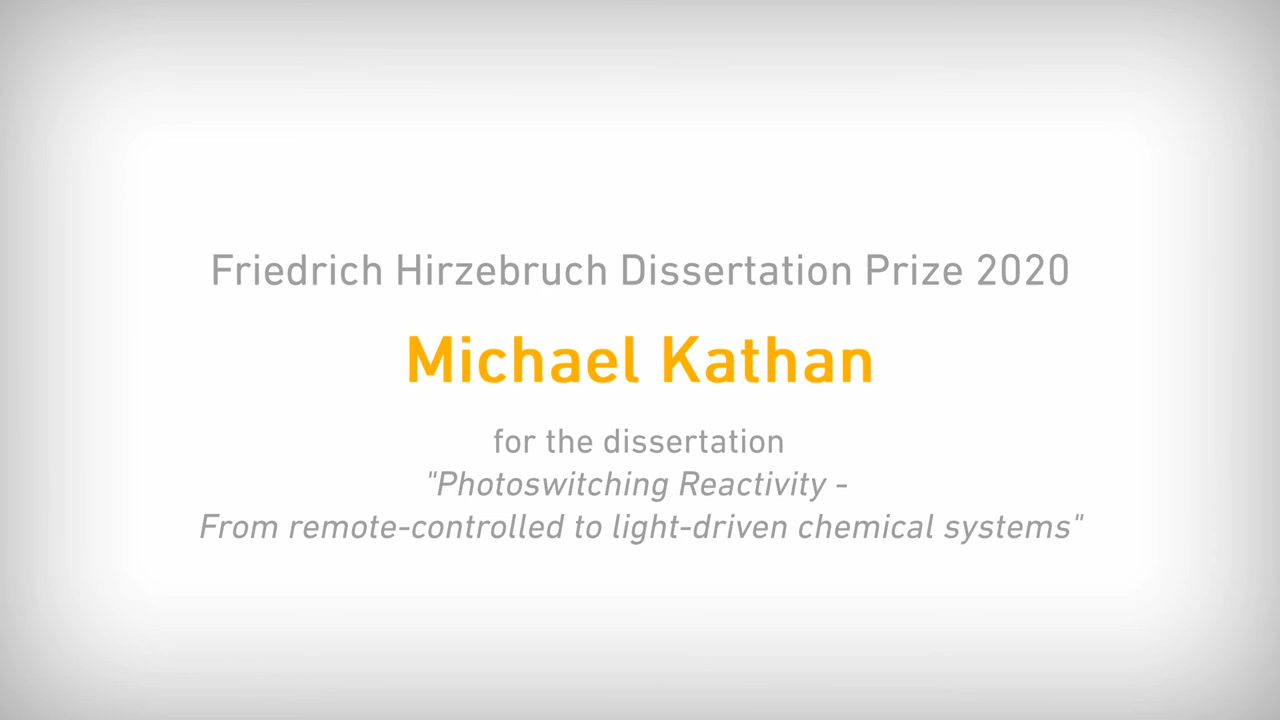 Friedrich Hirzebruch Dissertation Prize 2020
Michael Kathan
for the dissertation
"Photoswitching Reactivity -
From remote-controlled to light-driven chemical systems"